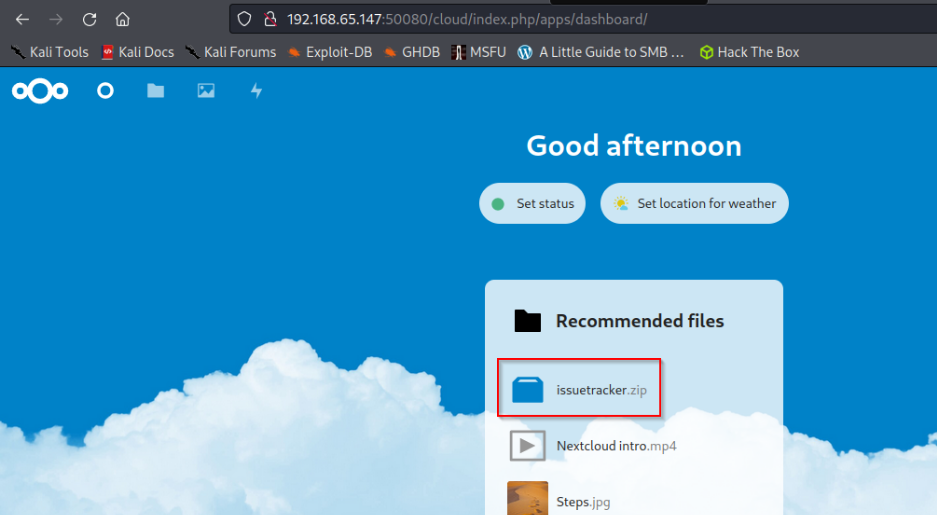 192.168.65.147:50080/cloud/index.php/apps/dashboard/
Kali Tools Kali Docs Kali Forums Exploit-DB GHDB MSFU A Little Guide to SMB ... Hack The Box
Good afternoon
Set status Set location for weather
Recommended files
issuetracker.zip
Nextcloud intro.mp4
Steps.jpg